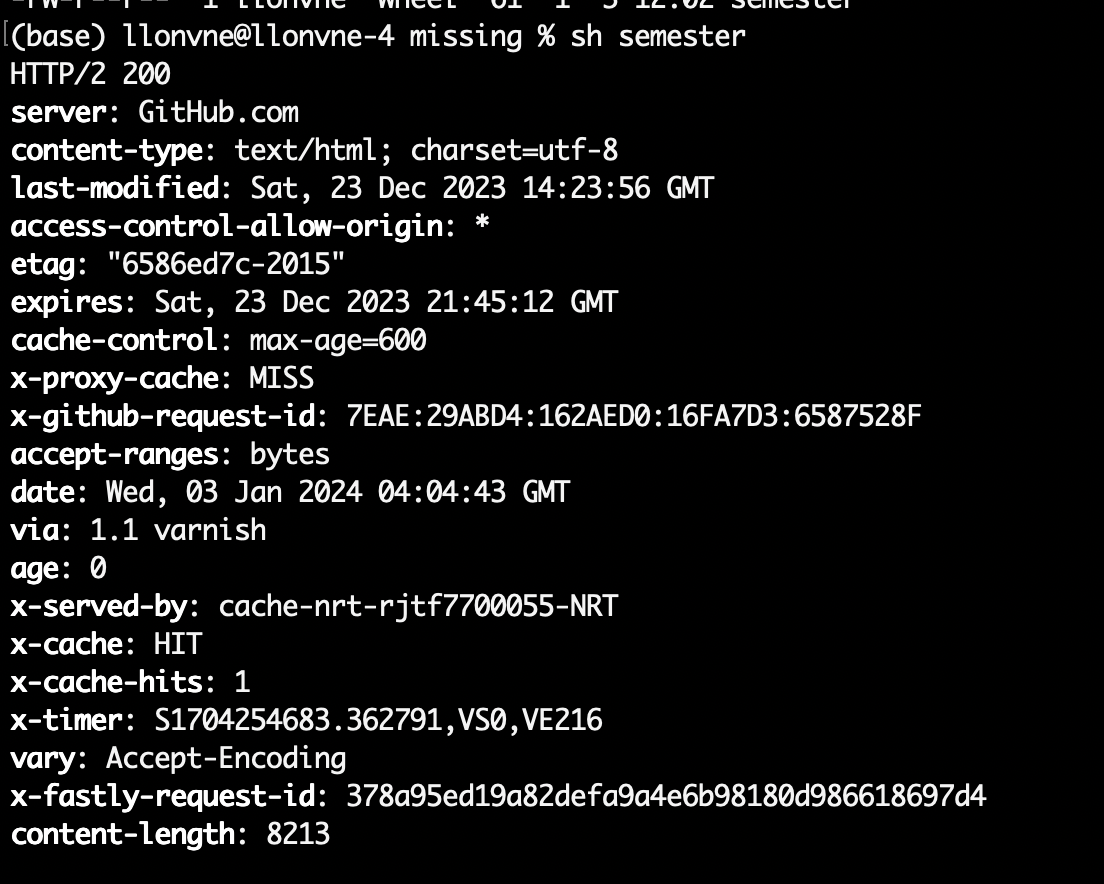 -rw-r--r-- 1 llonvne wheel 61 1 3 12:02 semester
(base) llonvne@llonvne-4 missing % sh semester
HTTP/2 200
server: GitHub.com
content-type: text/html; charset=utf-8
last-modified: Sat, 23 Dec 2023 14:23:56 GMT
access-control-allow-origin: *
etag: "6586ed7c-2015"
expires: Sat, 23 Dec 2023 21:45:12 GMT
cache-control: max-age=600
x-proxy-cache: MISS
x-github-request-id: 7EAE:29ABD4:162AED0:16FA7D3:6587528F
accept-ranges: bytes
date: Wed, 03 Jan 2024 04:04:43 GMT
via: 1.1 varnish
age: 0
x-served-by: cache-nrt-rjtf7700055-NRT
x-cache: HIT
x-cache-hits: 1
x-timer: S1704254683.362791,VS0,VE216
vary: Accept-Encoding
x-fastly-request-id: 378a95ed19a82defa9a4e6b98180d986618697d4
content-length: 8213